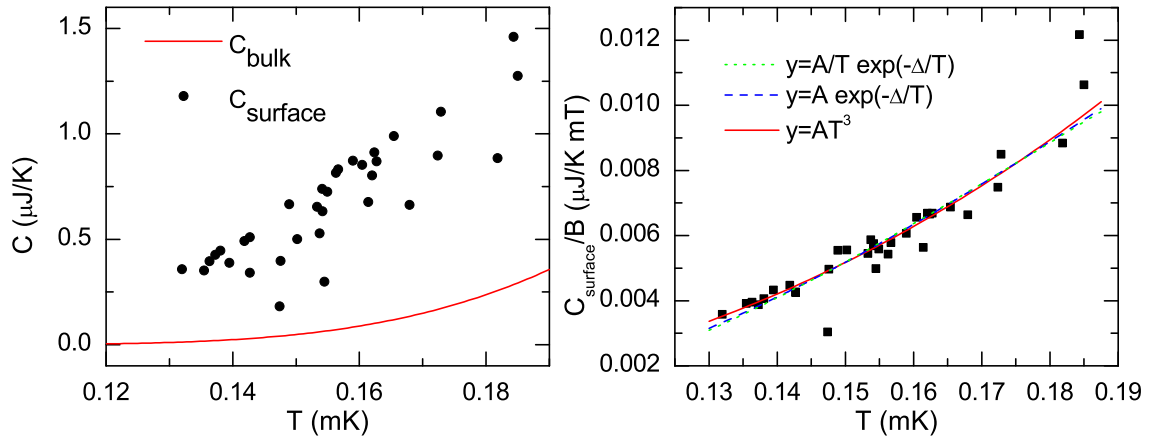 1.5
1.0
0.5
0.0
C (μJ/K)
C_bulk
C_surface
0.12 0.14 0.16 0.18
T (mK)
0.012
0.010
0.008
0.006
0.004
0.002
C_surface/B (μJ/K mT)
y=A/T exp(-Δ/T)
y=A exp(-Δ/T)
y=AT³
0.13 0.14 0.15 0.16 0.17 0.18 0.19
T (mK)